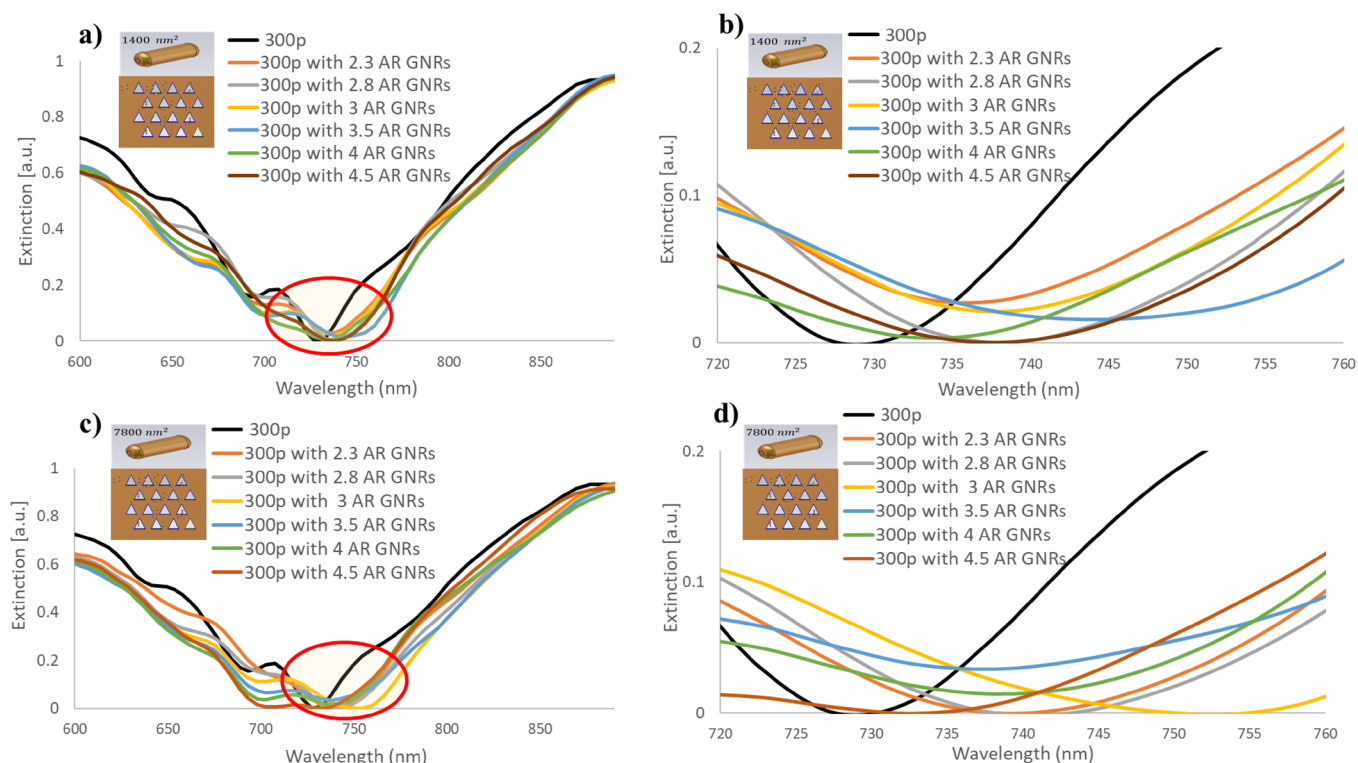 a)
1400 nm²
300p
300p with 2.3 AR GNRs
300p with 2.8 AR GNRs
300p with 3 AR GNRs
300p with 3.5 AR GNRs
300p with 4 AR GNRs
300p with 4.5 AR GNRs
Extinction [a.u.]
1
0.8
0.6
0.4
0.2
0
600
650
700
750
800
850
Wavelength (nm)
b)
1400 nm²
300p
300p with 2.3 AR GNRs
300p with 2.8 AR GNRs
300p with 3 AR GNRs
300p with 3.5 AR GNRs
300p with 4 AR GNRs
300p with 4.5 AR GNRs
Extinction [a.u.]
0.2
0.1
0
720
725
730
735
740
745
750
755
760
Wavelength (nm)
c)
7800 nm²
300p
300p with 2.3 AR GNRs
300p with 2.8 AR GNRs
300p with 3 AR GNRs
300p with 3.5 AR GNRs
300p with 4 AR GNRs
300p with 4.5 AR GNRs
Extinction [a.u.]
1
0.8
0.6
0.4
0.2
0
600
650
700
750
800
850
Wavelength (nm)
d)
7800 nm²
300p
300p with 2.3 AR GNRs
300p with 2.8 AR GNRs
300p with 3 AR GNRs
300p with 3.5 AR GNRs
300p with 4 AR GNRs
300p with 4.5 AR GNRs
Extinction [a.u.]
0.2
0.1
0
720
725
730
735
740
745
750
755
760
Wavelength (nm)